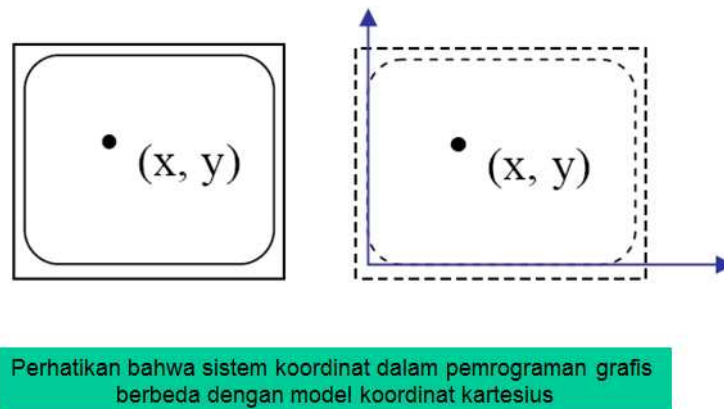 (x, y)
(x, y)
Perhatikan bahwa sistem koordinat dalam pemrograman grafis
berbeda dengan model koordinat kartesius